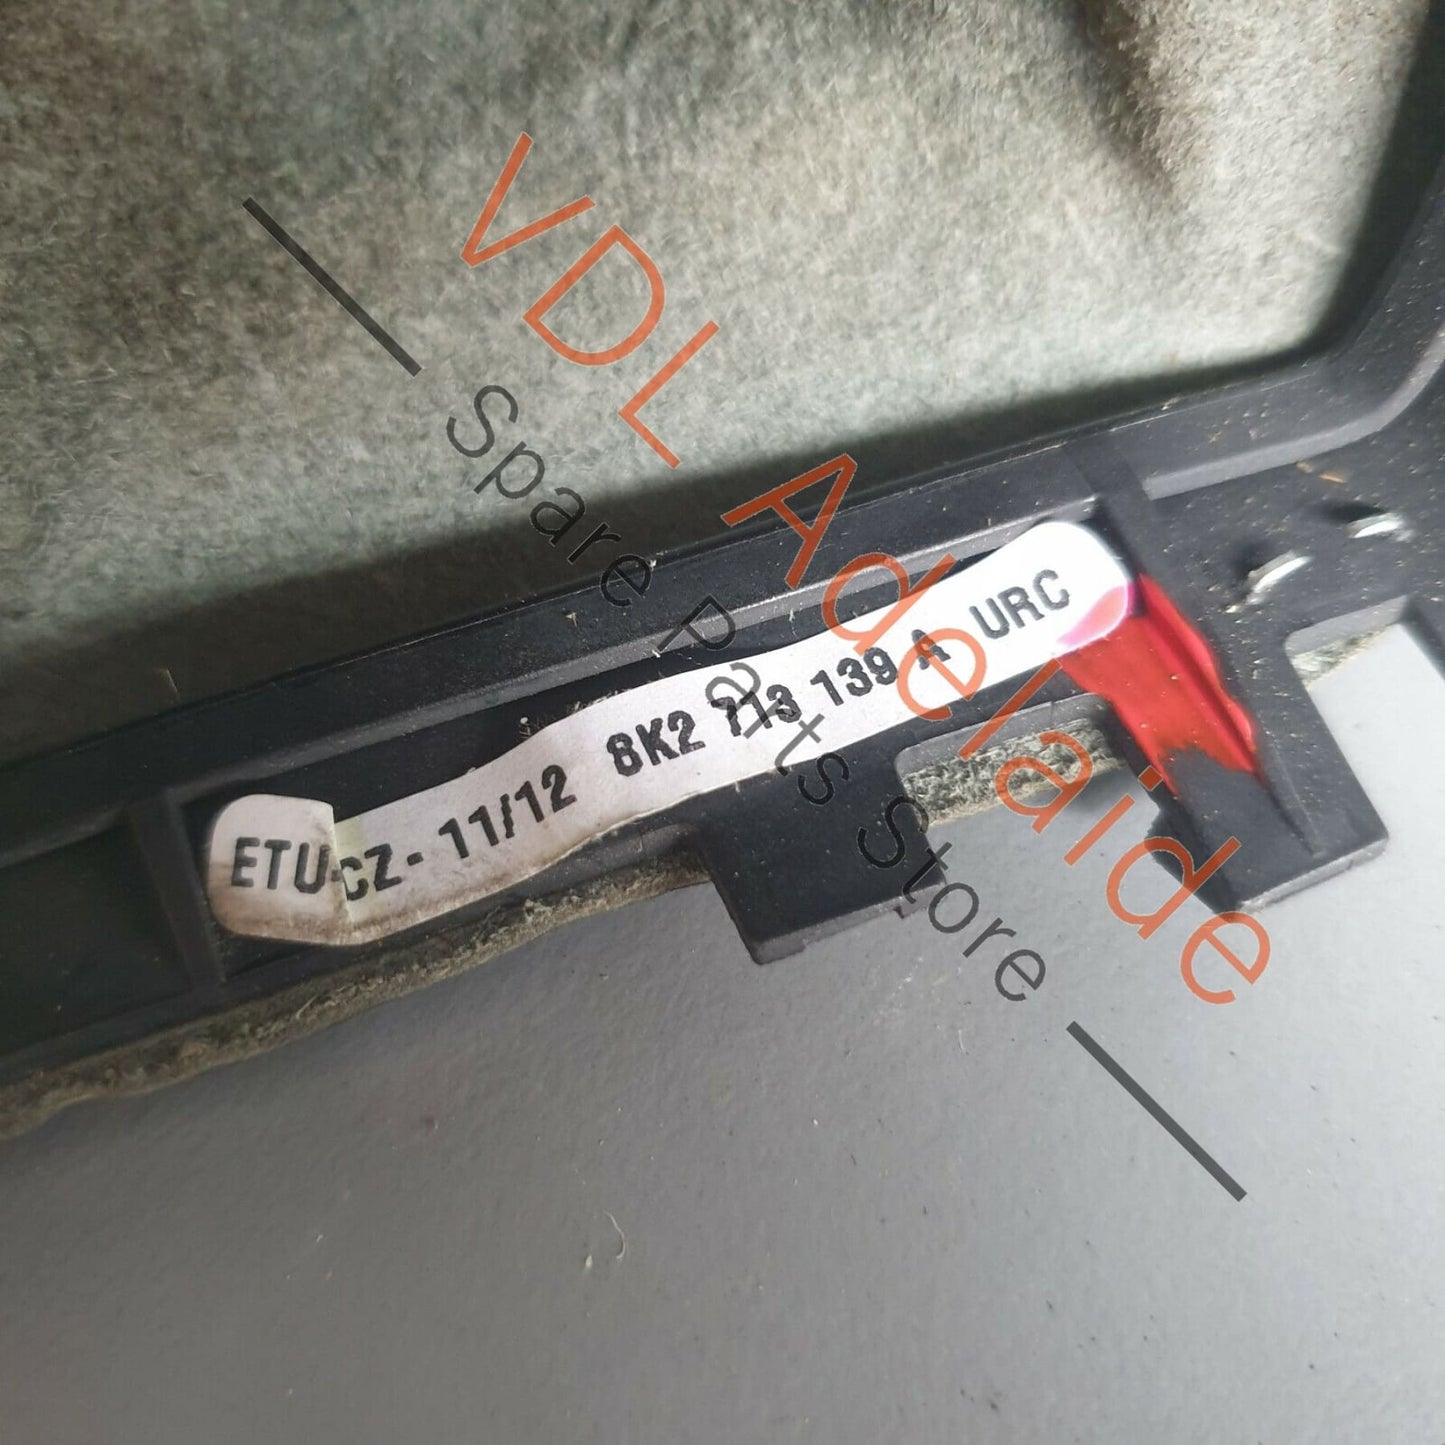 VDL Adelaide
Spare Parts Store
ETU-CZ- 11/12 8K2 713 139 A URC